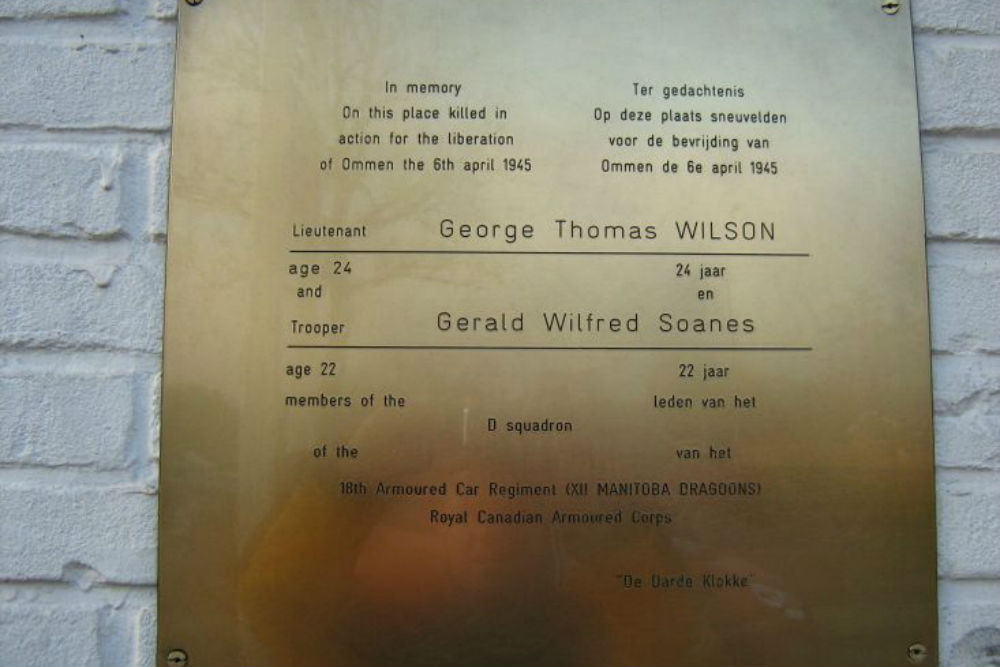 In memory
On this place killed in
action for the liberation
of Ommen the 6th april 1945
Ter gedachtenis
Op deze plaats sneuvelden
voor de bevrijding van
Ommen de 6e april 1945
Lieutenant George Thomas WILSON
age 24 24 jaar
and en
Trooper Gerald Wilfred Soanes
age 22 22 jaar
members of the leden van het
D squadron
of the van het
18th Armoured Car Regiment (XII MANITOBA DRAGOONS)
Royal Canadian Armoured Corps
"De Darde Klokke"